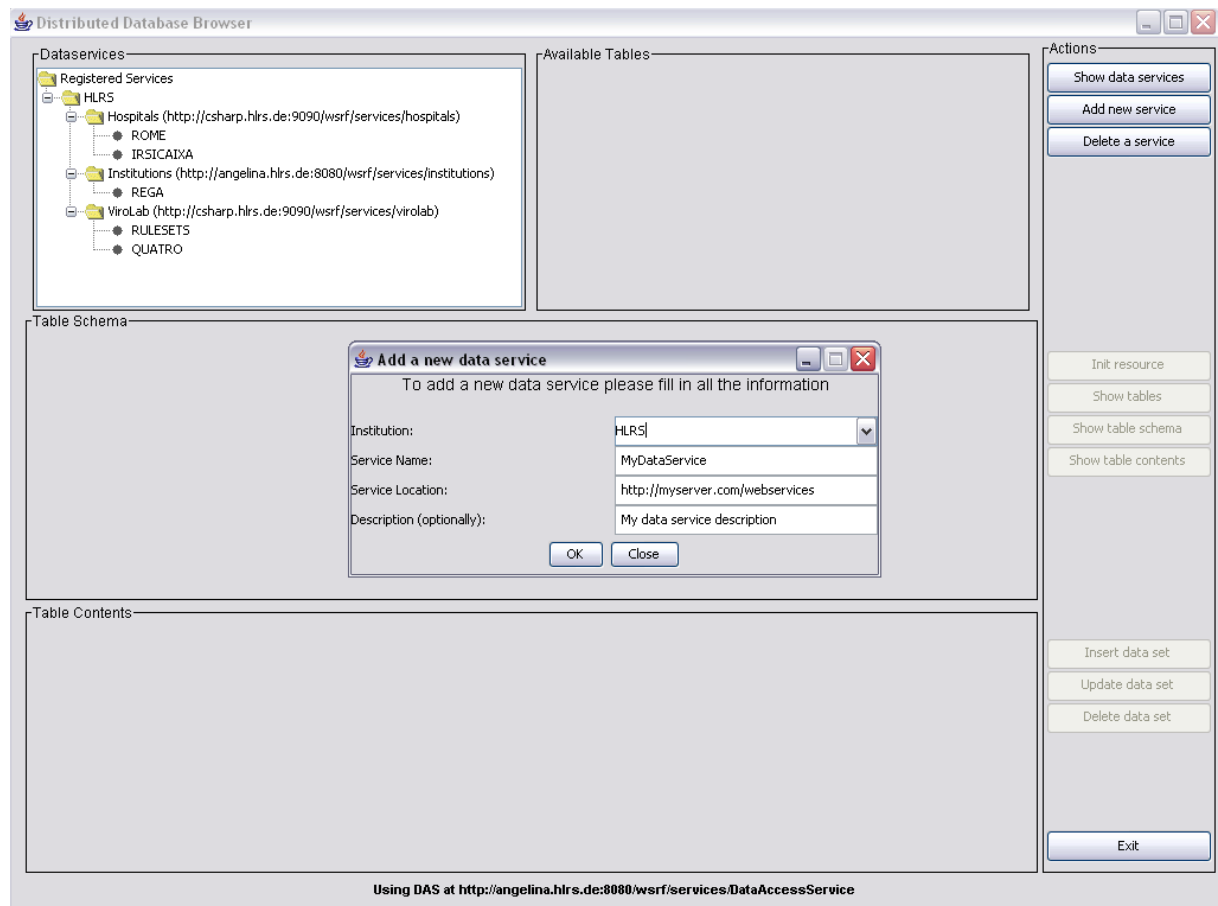 Distributed Database Browser
Dataservices
Registered Services
HLRS
Hospitals (http://csharp.hlrs.de:9090/wsrf/services/hospitals)
ROME
IRSICAIXA
Institutions (http://angelina.hlrs.de:8080/wsrf/services/institutions)
REGA
ViroLab (http://csharp.hlrs.de:9090/wsrf/services/virolab)
RULESETS
QUATRO
Available Tables
Actions
Show data services
Add new service
Delete a service
Table Schema
Add a new data service
To add a new data service please fill in all the information
Institution: HLRS
Service Name: MyDataService
Service Location: http://myserver.com/webservices
Description (optionally): My data service description
OK Close
Init resource
Show tables
Show table schema
Show table contents
Table Contents
Insert data set
Update data set
Delete data set
Exit
Using DAS at http://angelina.hlrs.de:8080/wsrf/services/DataAccessService